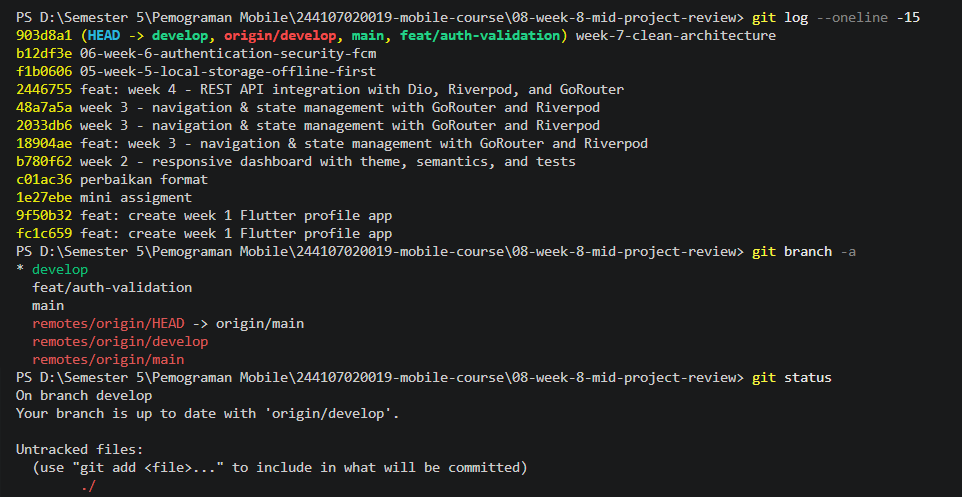 PS D:\Semester 5\Pemograman Mobile\244107020019-mobile-course\08-week-8-mid-project-review> git log --oneline -15
903d8a1 (HEAD -> develop, origin/develop, main, feat/auth-validation) week-7-clean-architecture
b12df3e 06-week-6-authentication-security-fcm
f1b0606 05-week-5-local-storage-offline-first
2446755 feat: week 4 - REST API integration with Dio, Riverpod, and GoRouter
48a7a5a week 3 - navigation & state management with GoRouter and Riverpod
2033db6 week 3 - navigation & state management with GoRouter and Riverpod
18904ae feat: week 3 - navigation & state management with GoRouter and Riverpod
b780f62 week 2 - responsive dashboard with theme, semantics, and tests
c01ac36 perbaikan format
1e27ebe mini assigment
9f50b32 feat: create week 1 Flutter profile app
fc1c659 feat: create week 1 Flutter profile app
PS D:\Semester 5\Pemograman Mobile\244107020019-mobile-course\08-week-8-mid-project-review> git branch -a
* develop
  feat/auth-validation
  main
  remotes/origin/HEAD -> origin/main
  remotes/origin/develop
  remotes/origin/main
PS D:\Semester 5\Pemograman Mobile\244107020019-mobile-course\08-week-8-mid-project-review> git status
On branch develop
Your branch is up to date with 'origin/develop'.
Untracked files:
  (use "git add <file>..." to include in what will be committed)
        ./